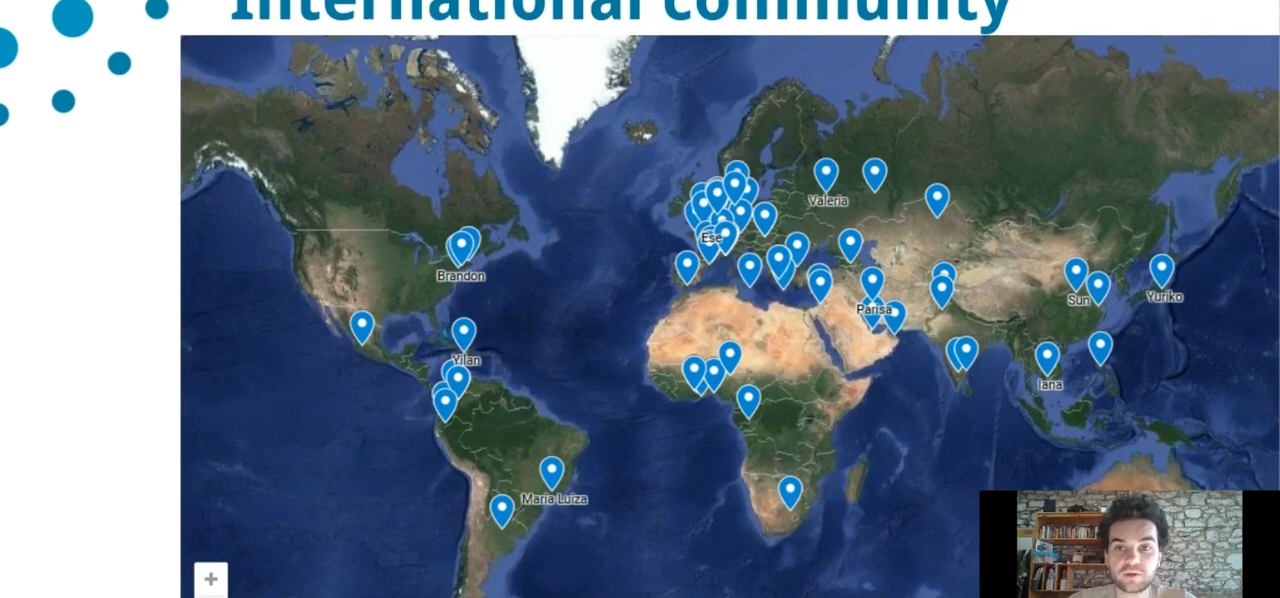 International community
Valeria
Ese
Brandon
Sun
Yuriko
Parisa
Yilan
Iana
Maria Luiza
+